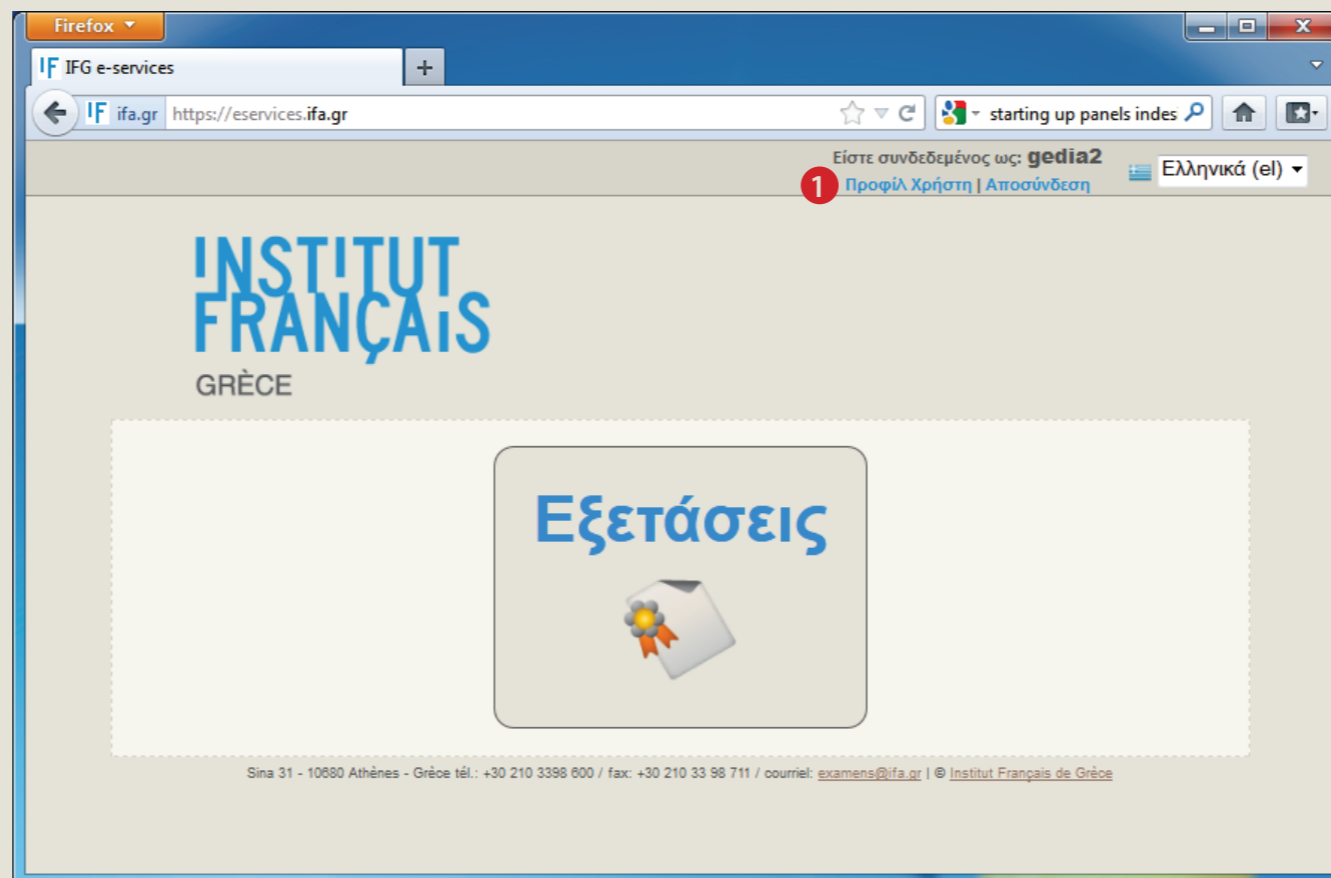 Firefox
IF IFG e-services
IF ifa.gr https://eservices.ifa.gr
starting up panels indes
Είστε συνδεδεμένος ως: gedia2
1 Προφίλ Χρήστη | Αποσύνδεση
Ελληνικά (el)
INSTITUT
FRANÇAIS
GRÈCE
Εξετάσεις
Sina 31 - 10680 Athènes - Grèce tél.: +30 210 3398 600 / fax: +30 210 33 98 711 / courriel: examens@ifa.gr | © Institut Français de Grèce